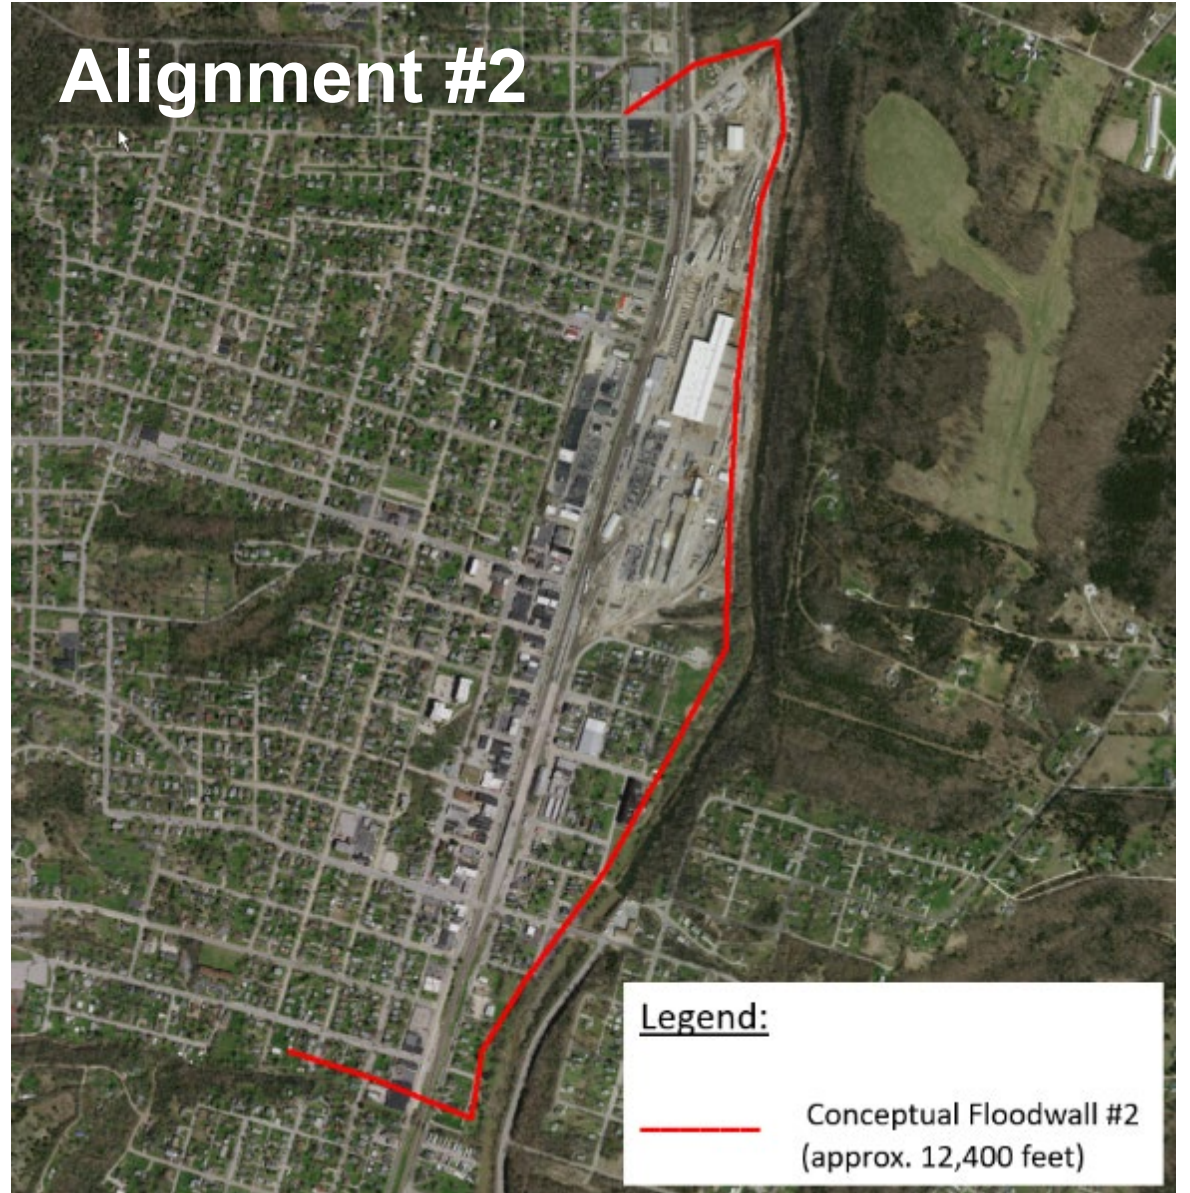 Alignment #2
Legend:
Conceptual Floodwall #2
(approx. 12,400 feet)